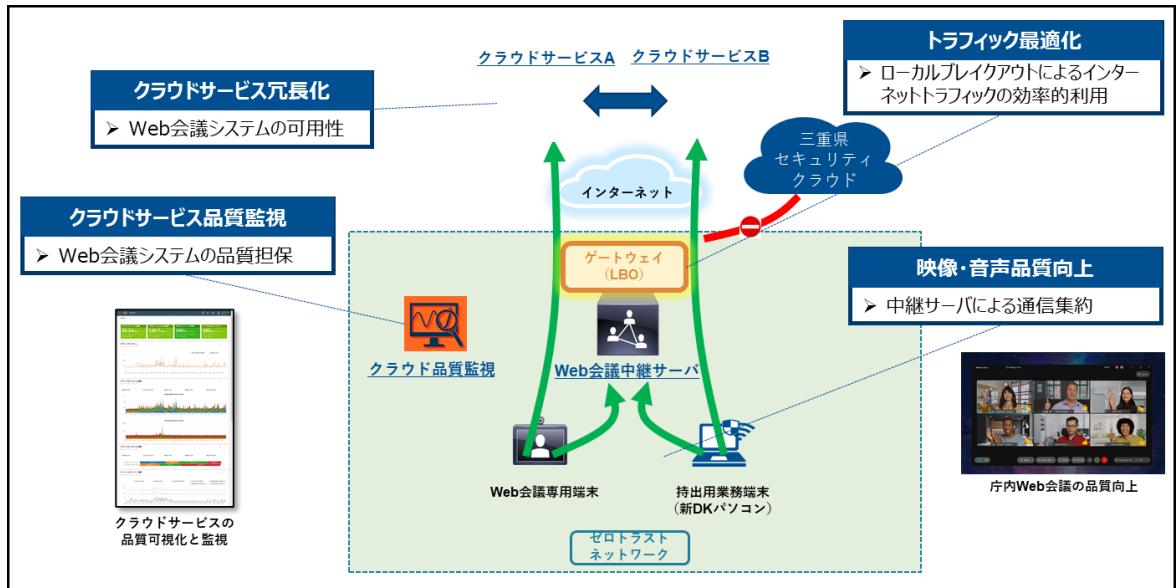 クラウドサービスA
クラウドサービスB
トラフィック最適化
➢ ローカルブレイクアウトによるインター
ネットトラフィックの効率的利用
クラウドサービス冗長化
➢ Web会議システムの可用性
三重県
セキュリティ
クラウド
インターネット
クラウドサービス品質監視
➢ Web会議システムの品質担保
ゲートウェイ
(LBO)
映像・音声品質向上
➢ 中継サーバによる通信集約
クラウド品質監視
Web会議中継サーバ
Web会議専用端末
持出用業務端末
(新DKパソコン)
庁内Web会議の品質向上
クラウドサービスの
品質可視化と監視
ゼロトラスト
ネットワーク